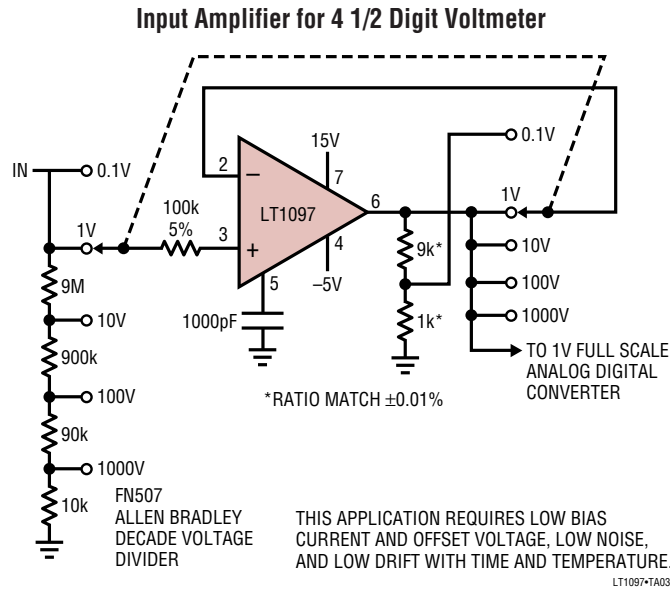 Input Amplifier for 4 1/2 Digit Voltmeter
IN
0.1V
1V
9M
10V
900k
100V
90k
1000V
10k
FN507
ALLEN BRADLEY
DECADE VOLTAGE
DIVIDER
100k
5%
2
–
3
+
LT1097
15V
7
6
4
–5V
5
1000pF
9k*
1k*
*RATIO MATCH ±0.01%
0.1V
1V
10V
100V
1000V
TO 1V FULL SCALE
ANALOG DIGITAL
CONVERTER
THIS APPLICATION REQUIRES LOW BIAS
CURRENT AND OFFSET VOLTAGE, LOW NOISE,
AND LOW DRIFT WITH TIME AND TEMPERATURE.
LT1097•TA03